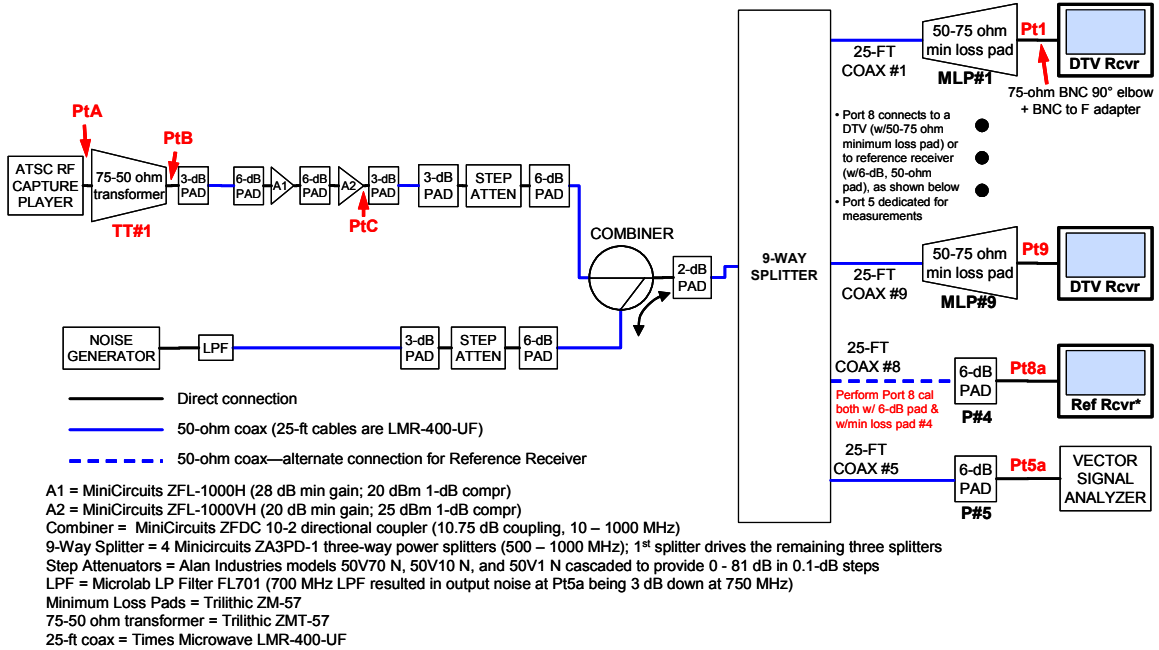 PtA
ATSC RF
CAPTURE
PLAYER
75-50 ohm
transformer
TT#1
PtB
3-dB
PAD
6-dB
PAD
A1
6-dB
PAD
A2
PtC
3-dB
PAD
3-dB
PAD
STEP
ATTEN
6-dB
PAD
COMBINER
2-dB
PAD
9-WAY
SPLITTER
NOISE
GENERATOR
LPF
3-dB
PAD
STEP
ATTEN
6-dB
PAD
25-FT
COAX #1
50-75 ohm
min loss pad
MLP#1
Pt1
DTV Rcvr
75-ohm BNC 90° elbow
+ BNC to F adapter
• Port 8 connects to a
DTV (w/50-75 ohm
minimum loss pad) or
to reference receiver
(w/6-dB, 50-ohm
pad), as shown below
• Port 5 dedicated for
measurements
25-FT
COAX #9
50-75 ohm
min loss pad
MLP#9
Pt9
DTV Rcvr
25-FT
COAX #8
Perform Port 8 cal
both w/ 6-dB pad &
w/min loss pad #4
6-dB
PAD
P#4
Pt8a
Ref Rcvr*
25-FT
COAX #5
6-dB
PAD
P#5
Pt5a
VECTOR
SIGNAL
ANALYZER
Direct connection
50-ohm coax (25-ft cables are LMR-400-UF)
50-ohm coax—alternate connection for Reference Receiver
A1 = MiniCircuits ZFL-1000H (28 dB min gain; 20 dBm 1-dB compr)
A2 = MiniCircuits ZFL-1000VH (20 dB min gain; 25 dBm 1-dB compr)
Combiner = MiniCircuits ZFDC 10-2 directional coupler (10.75 dB coupling, 10 – 1000 MHz)
9-Way Splitter = 4 Minicircuits ZA3PD-1 three-way power splitters (500 – 1000 MHz); 1st splitter drives the remaining three splitters
Step Attenuators = Alan Industries models 50V70 N, 50V10 N, and 50V1 N cascaded to provide 0 - 81 dB in 0.1-dB steps
LPF = Microlab LP Filter FL701 (700 MHz LPF resulted in output noise at Pt5a being 3 dB down at 750 MHz)
Minimum Loss Pads = Trilithic ZM-57
75-50 ohm transformer = Trilithic ZMT-57
25-ft coax = Times Microwave LMR-400-UF